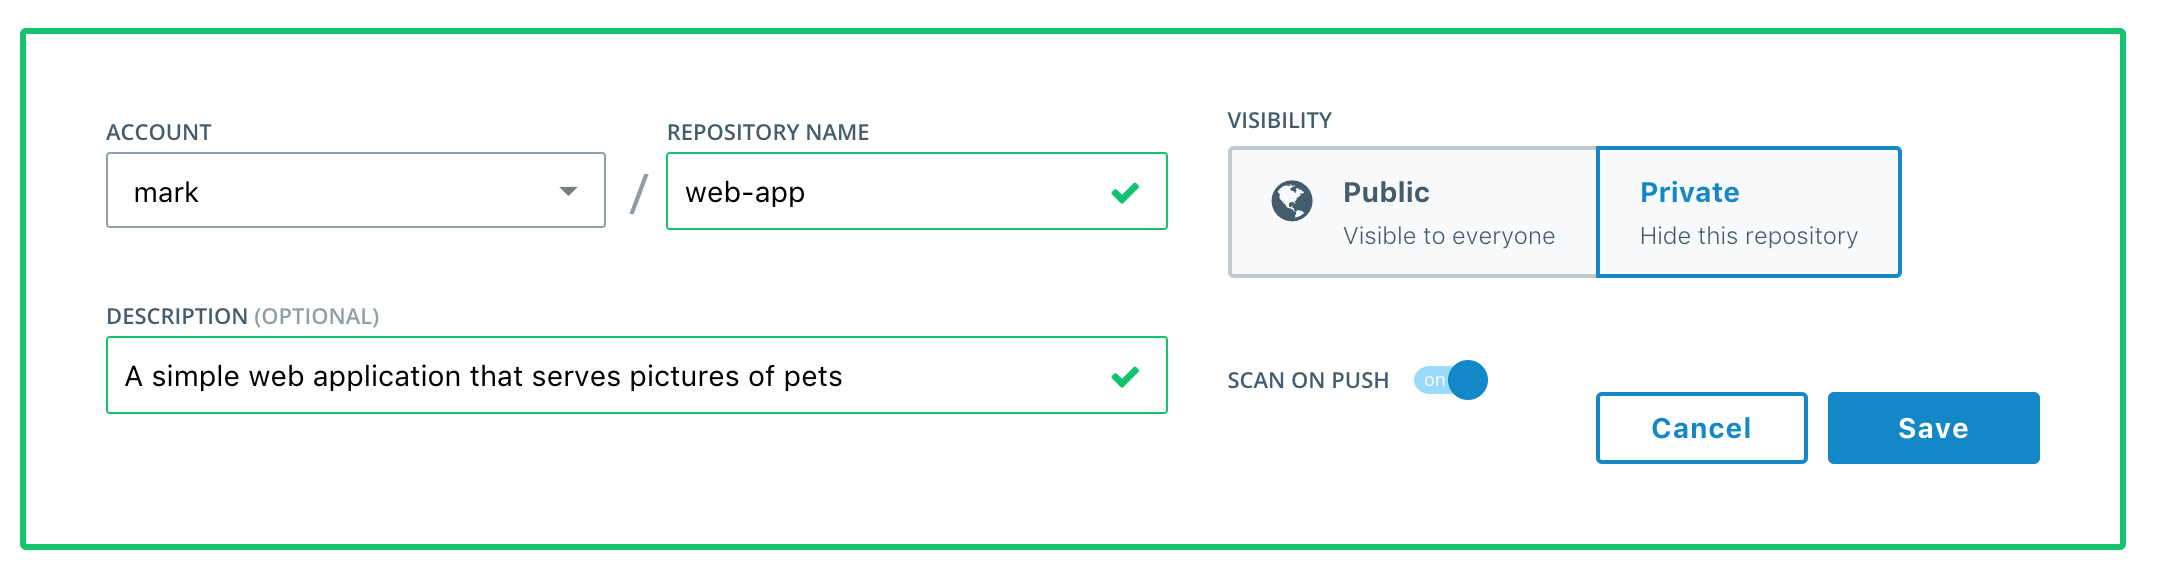 ACCOUNT
mark
/
REPOSITORY NAME
web-app
DESCRIPTION (OPTIONAL)
A simple web application that serves pictures of pets
VISIBILITY
Public
Visible to everyone
Private
Hide this repository
SCAN ON PUSH on
Cancel
Save